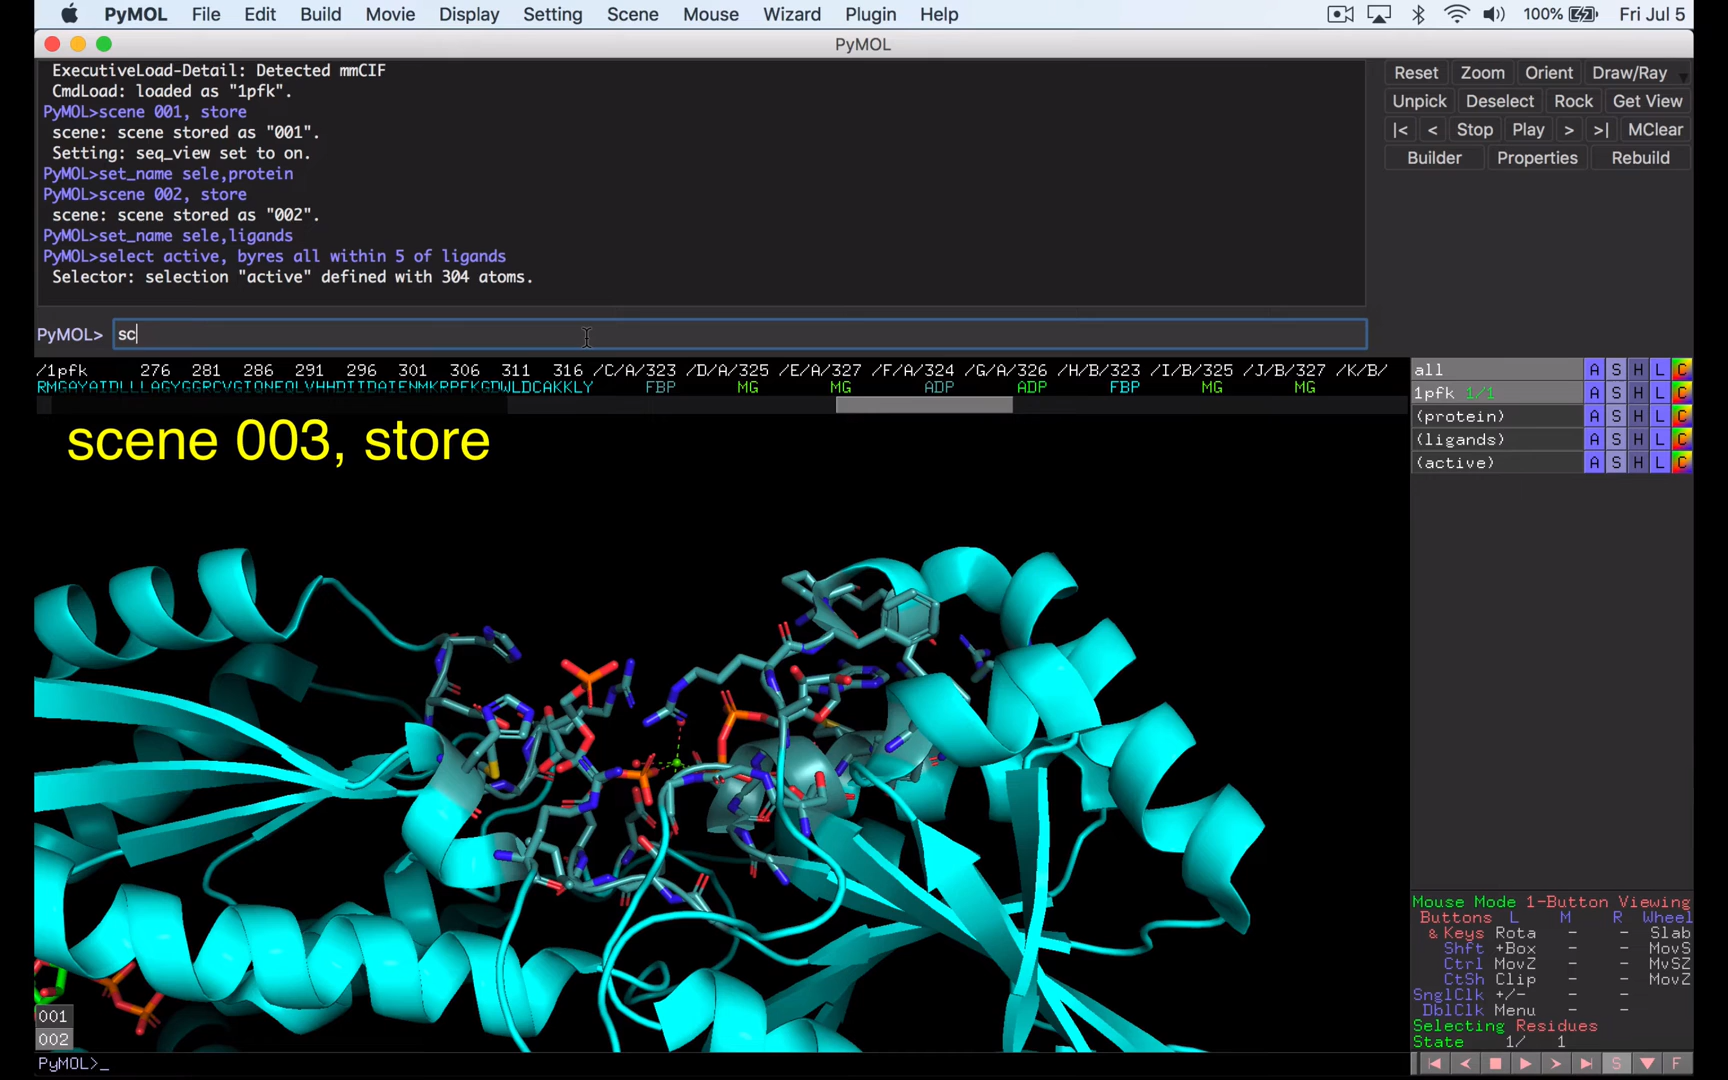 PyMOL File Edit Build Movie Display Setting Scene Mouse Wizard Plugin Help 100% Fri Jul 5
PyMOL
ExecutiveLoad-Detail: Detected mmCIF
CmdLoad: loaded as "1pfk".
PyMOL>scene 001, store
scene: scene stored as "001".
Setting: seq_view set to on.
PyMOL>set_name sele,protein
PyMOL>scene 002, store
scene: scene stored as "002".
PyMOL>set_name sele,ligands
PyMOL>select active, byres all within 5 of ligands
Selector: selection "active" defined with 304 atoms.
Reset Zoom Orient Draw/Ray
Unpick Deselect Rock Get View
|< < Stop Play > >| MClear
Builder Properties Rebuild
PyMOL> sc
/1pfk 276 281 286 291 296 301 306 311 316 /C/A/323 /D/A/325 /E/A/327 /F/A/324 /G/A/326 /H/B/323 /I/B/325 /J/B/327 /K/B/
RMGAYAIDLLLAGYGGRCVGIQNEQLVHHDIIDAIENMKRPFKGDWLDCAKKLY FBP MG MG ADP ADP FBP MG MG
all A S H L C
1pfk 1/1 A S H L C
(protein) A S H L C
(ligands) A S H L C
(active) A S H L C
scene 003, store
001
002
PyMOL>_
Mouse Mode 1-Button Viewing
Buttons L M R Wheel
& Keys Rota – – Slab
Shft +Box – – MovS
Ctrl MovZ – – MvSZ
CtSh Clip – – MovZ
SnglClk +/- – –
DblClk Menu – –
Selecting Residues
State 1/ 1
S F